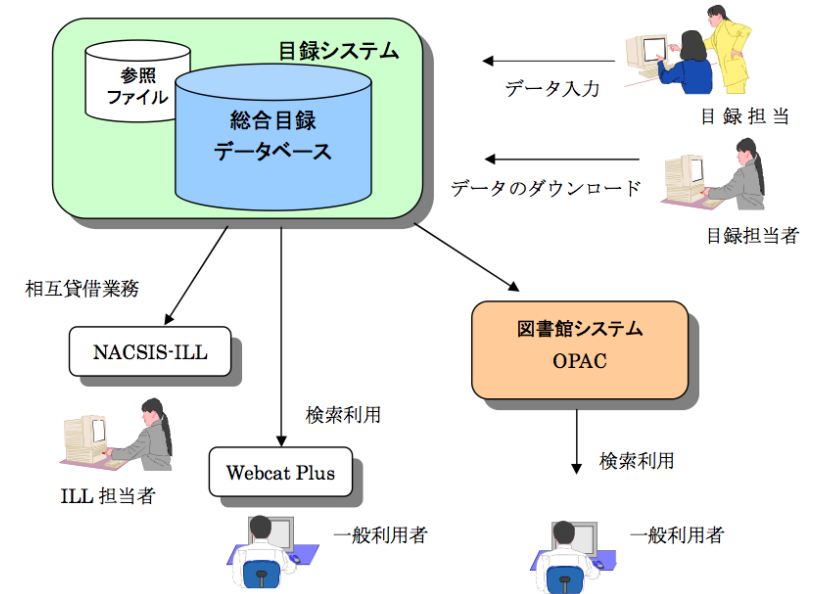 目録システム
参照
ファイル
総合目録
データベース
データ入力
目録担当
データのダウンロード
目録担当者
相互貸借業務
NACSIS-ILL
図書館システム
OPAC
検索利用
ILL 担当者
Webcat Plus
検索利用
一般利用者
一般利用者